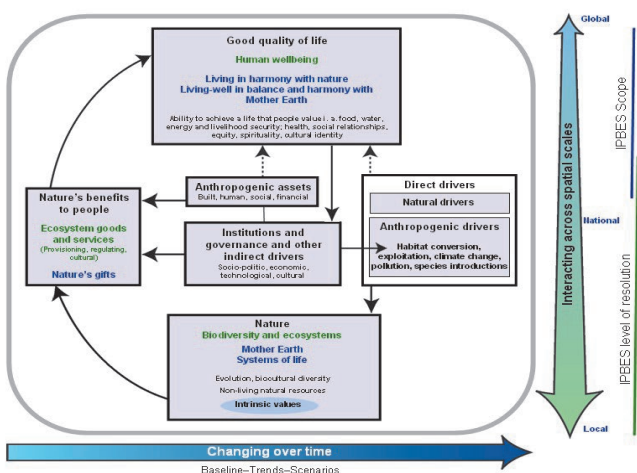 Good quality of life
Human wellbeing
Living in harmony with nature
Living-well in balance and harmony with
Mother Earth
Ability to achieve a life that people value i. a. food, water,
energy and livelihood security; health, social relationships,
equity, spirituality, cultural identity
Nature's benefits
to people
Ecosystem goods
and services
(Provisioning, regulating,
cultural)
Nature's gifts
Anthropogenic assets
Built, human, social, financial
Institutions and
governance and other
indirect drivers
Socio-politic, economic,
technological, cultural
Direct drivers
Natural drivers
Anthropogenic drivers
Habitat conversion,
exploitation, climate change,
pollution, species introductions
Nature
Biodiversity and ecosystems
Mother Earth
Systems of life
Evolution, biocultural diversity
Non-living natural resources
Intrinsic values
Changing over time
Baseline–Trends–Scenarios
Global
National
Local
Interacting across spatial scales
IPBES Scope
IPBES level of resolution